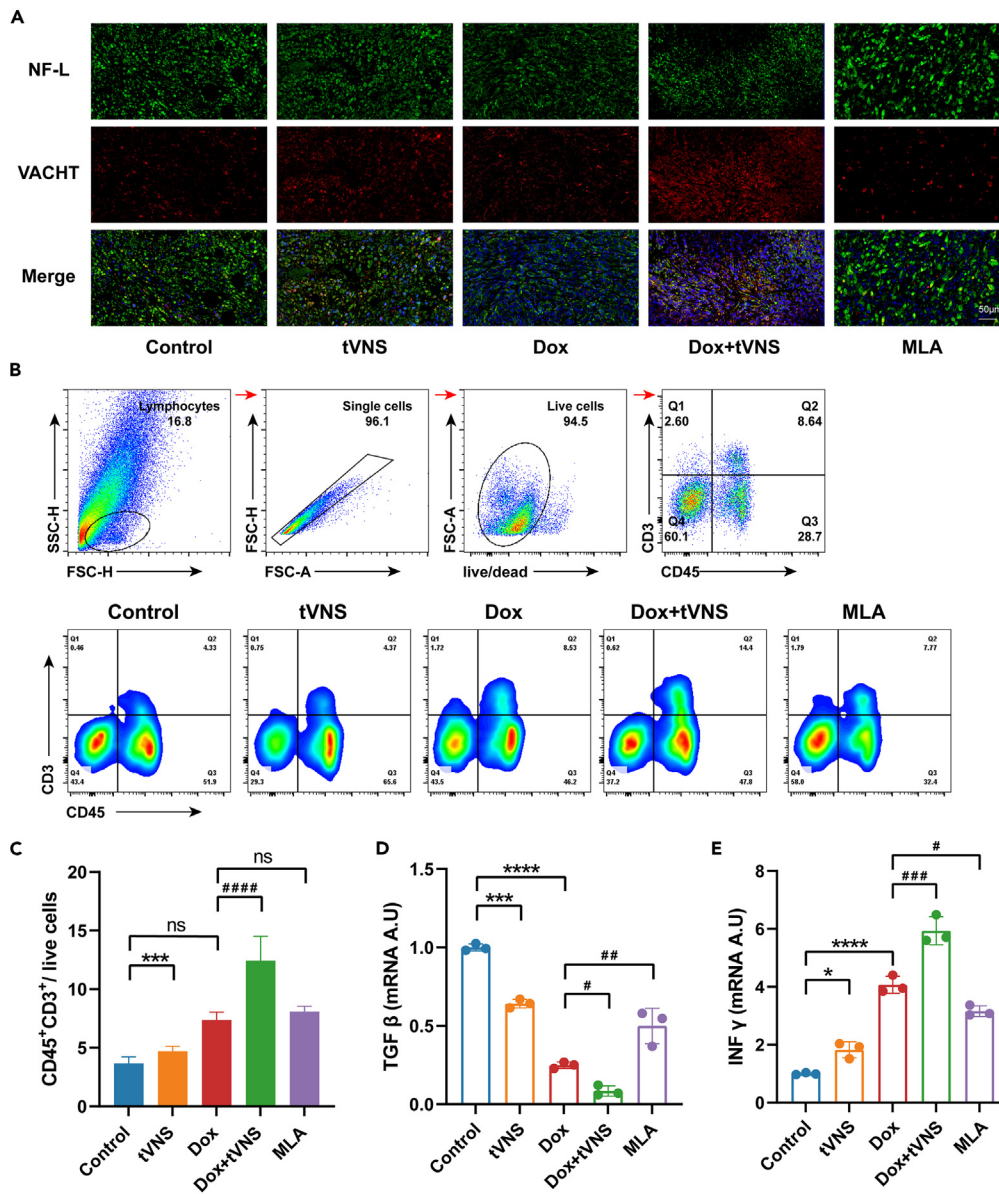 A
NF-L
VACHT
Merge
50μm
Control tVNS Dox Dox+tVNS MLA
B
Lymphocytes
16.8
SSC-H
FSC-H
Single cells
96.1
FSC-H
FSC-A
Live cells
94.5
FSC-A
live/dead
Q1
2.60
Q2
8.64
Q4
60.1
Q3
28.7
CD3
CD45
Control tVNS Dox Dox+tVNS MLA
Q1
0.46
Q2
4.33
Q4
43.4
Q3
51.9
Q1
0.75
Q2
4.37
Q4
29.3
Q3
65.6
Q1
1.72
Q2
8.53
Q4
43.5
Q3
46.2
Q1
0.62
Q2
14.4
Q4
37.2
Q3
47.8
Q1
1.79
Q2
7.77
Q4
58.0
Q3
32.4
CD3
CD45
C
CD45+CD3+/ live cells
20
15
10
5
0
ns
####
ns
***
Control
tVNS
Dox
Dox+tVNS
MLA
D
TGF β (mRNA A.U)
1.5
1.0
0.5
0.0
****
***
##
#
Control
tVNS
Dox
Dox+tVNS
MLA
E
INF γ (mRNA A.U)
8
6
4
2
0
#
###
****
*
Control
tVNS
Dox
Dox+tVNS
MLA